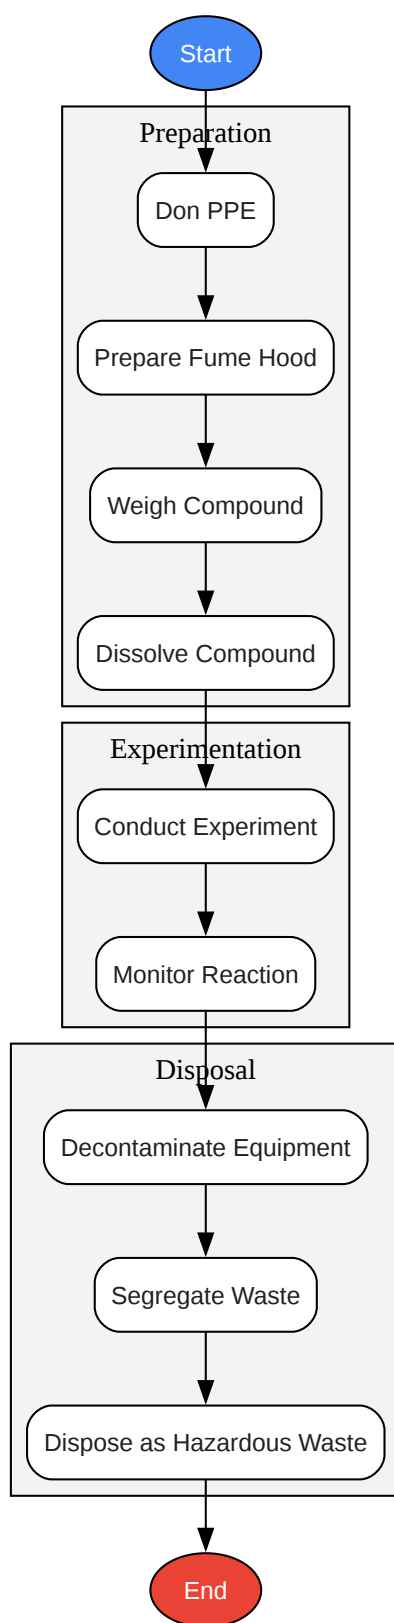 Start
Preparation
Don PPE
Prepare Fume Hood
Weigh Compound
Dissolve Compound
Experimentation
Conduct Experiment
Monitor Reaction
Disposal
Decontaminate Equipment
Segregate Waste
Dispose as Hazardous Waste
End